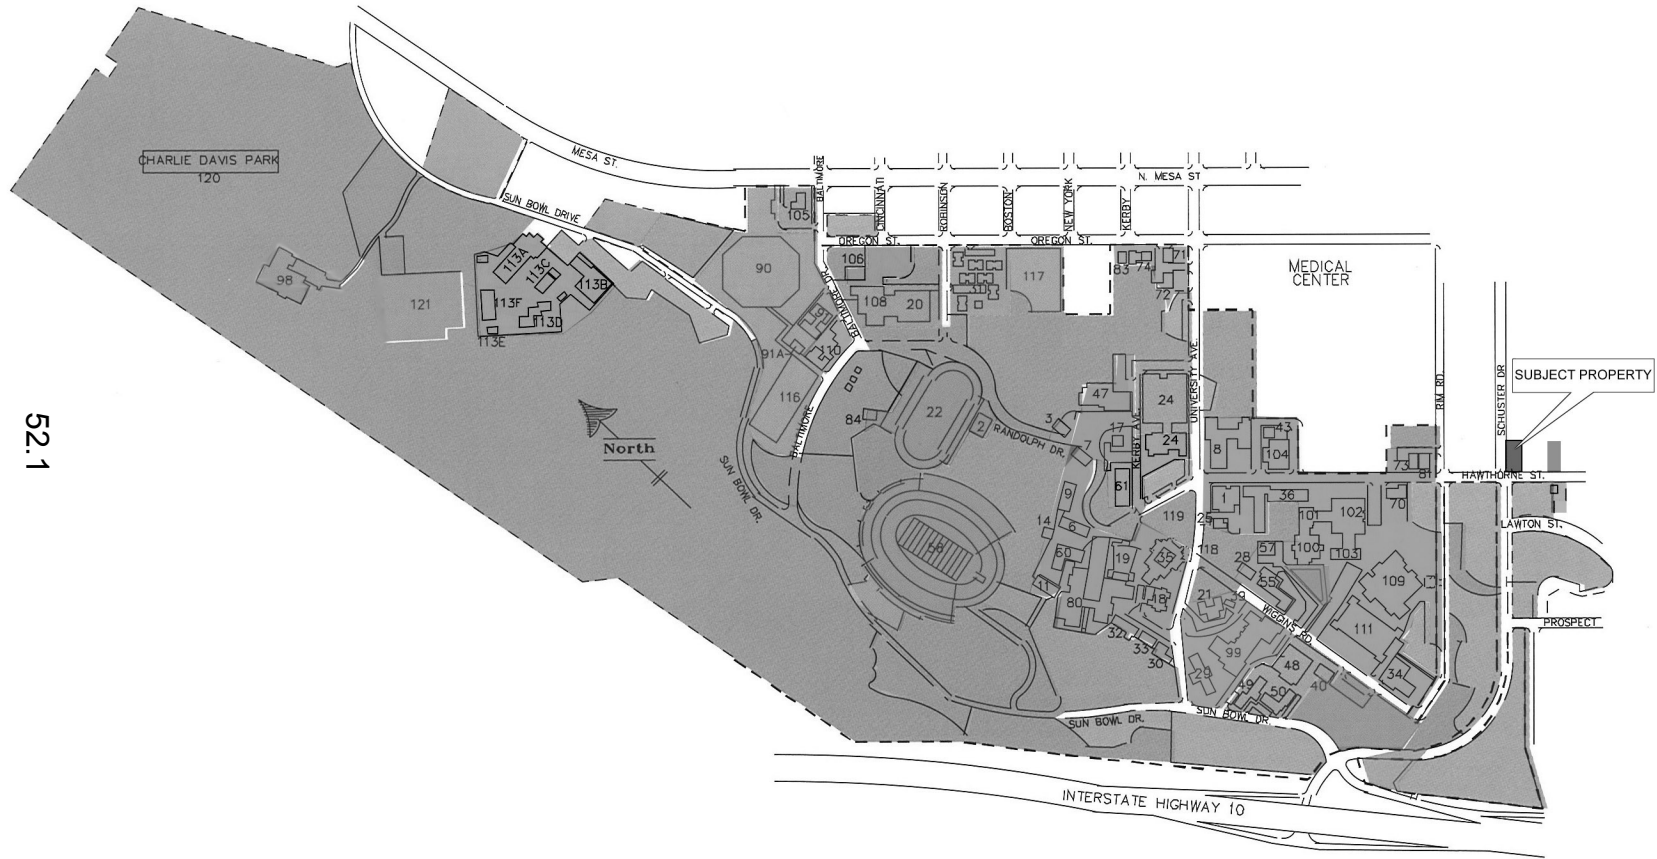 CHARLIE DAVIS PARK
120
MESA ST.
SUN BOWL DRIVE
98
121
113A
113C
113B
113F
113D
113E
BALTIMORE
CINCINNATI
ROBINSON
BOSTON
NEW YORK
KERBY
N. MESA ST
105
OREGON ST.
OREGON ST.
90
106
108
20
117
83
74
71
72
MEDICAL
CENTER
BALTIMORE DR.
91A
110
116
84
22
2
3
47
24
24
7
17
61
KERBY AVE.
UNIVERSITY AVE.
RANDOLPH DR.
BALTIMORE
SUN BOWL DR.
North
52.1
8
43
104
73
81
RIM RD.
SCHUSTER DR
SUBJECT PROPERTY
HAWTHORNE ST.
LAWTON ST.
PROSPECT
9
14
6
60
11
80
19
35
18
32
33
30
119
118
1
25
36
101
102
70
57
100
103
28
55
21
39
99
29
WIGGINS RD.
109
111
34
48
49
50
40
58
SUN BOWL DR.
SUN BOWL DR.
INTERSTATE HIGHWAY 10